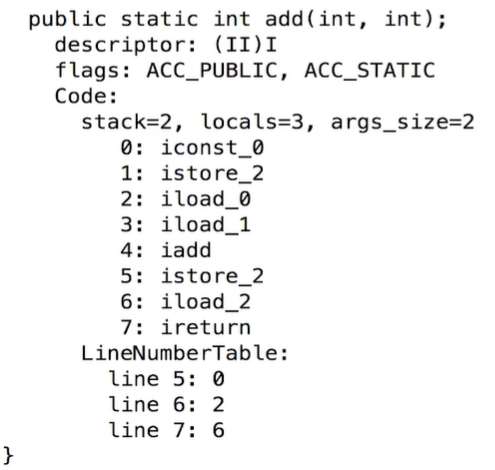 public static int add(int, int);
descriptor: (II)I
flags: ACC_PUBLIC, ACC_STATIC
Code:
stack=2, locals=3, args_size=2
0: iconst_0
1: istore_2
2: iload_0
3: iload_1
4: iadd
5: istore_2
6: iload_2
7: ireturn
LineNumberTable:
line 5: 0
line 6: 2
line 7: 6
}